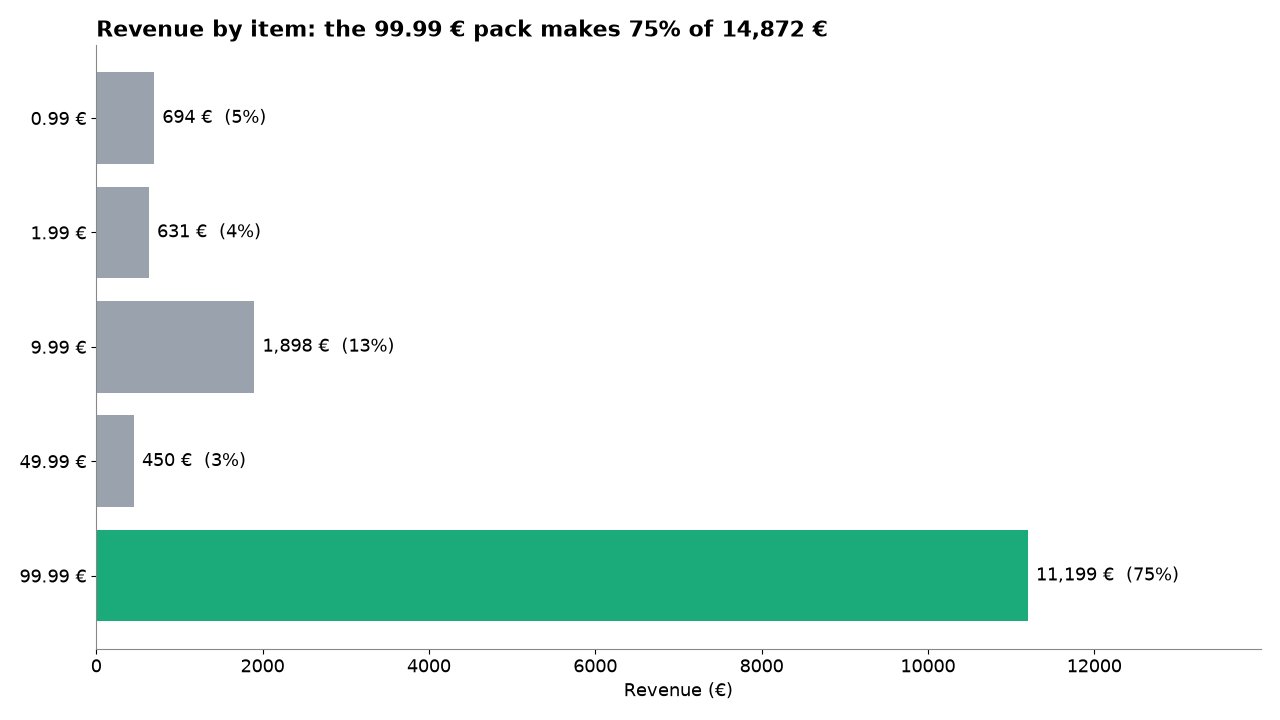 Revenue by item: the 99.99 € pack makes 75% of 14,872 €
0.99 € 694 € (5%)
1.99 € 631 € (4%)
9.99 € 1,898 € (13%)
49.99 € 450 € (3%)
99.99 € 11,199 € (75%)
0 2000 4000 6000 8000 10000 12000
Revenue (€)